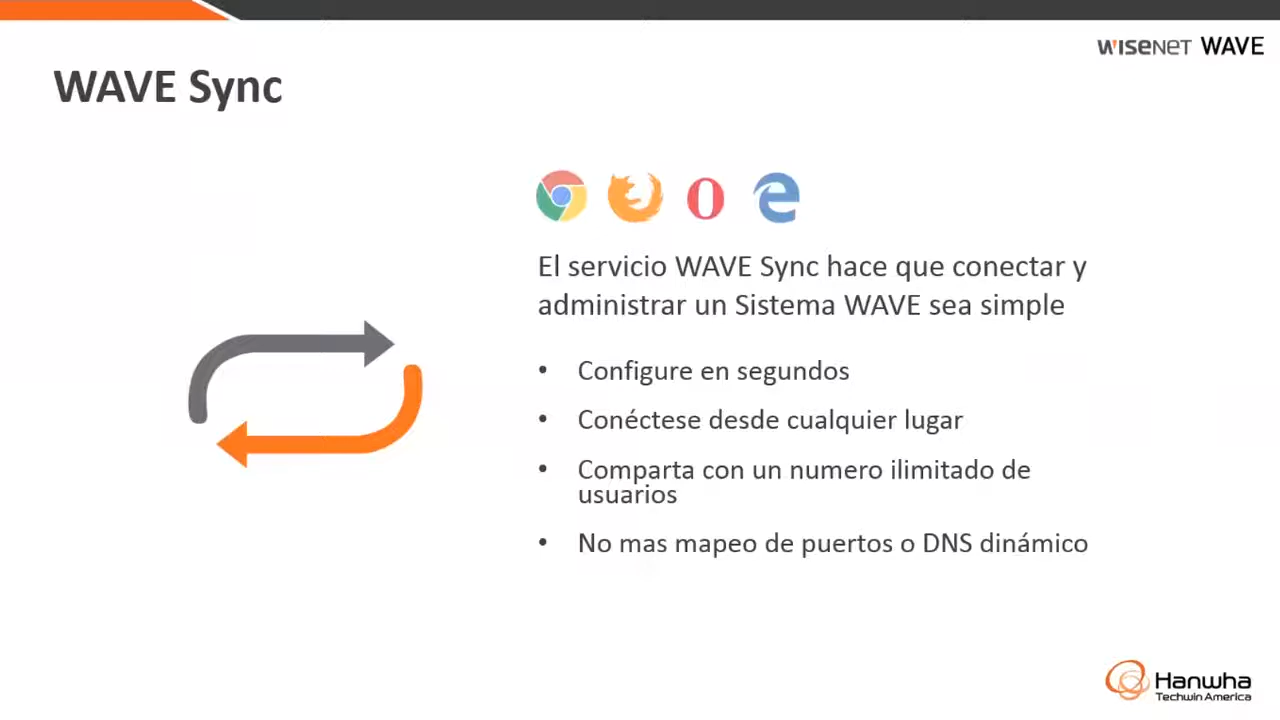 WISENET WAVE
WAVE Sync
El servicio WAVE Sync hace que conectar y
administrar un Sistema WAVE sea simple
• Configure en segundos
• Conéctese desde cualquier lugar
• Comparta con un numero ilimitado de
usuarios
• No mas mapeo de puertos o DNS dinámico
Hanwha
Techwin America